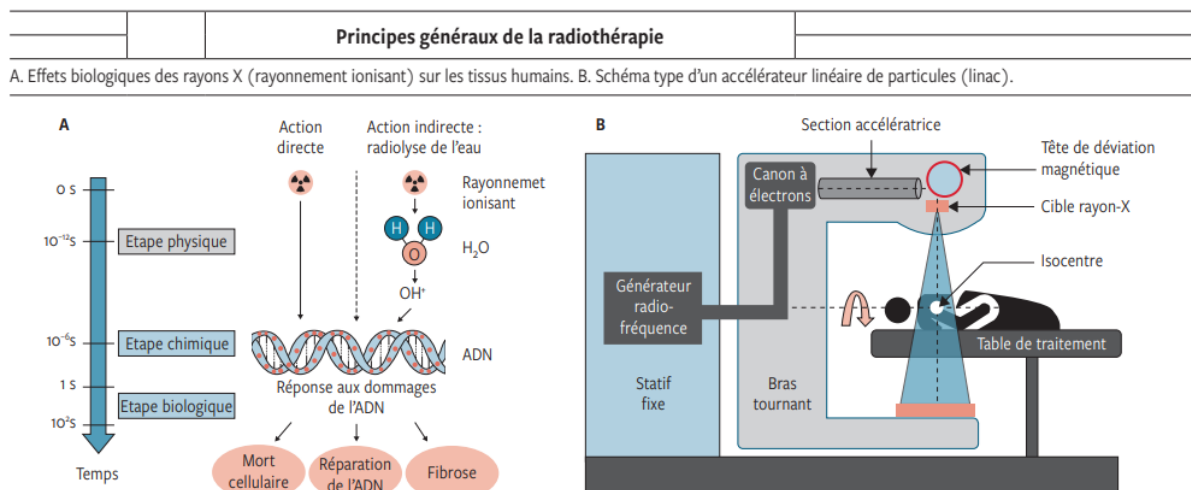 Principes généraux de la radiothérapie
A. Effets biologiques des rayons X (rayonnement ionisant) sur les tissus humains. B. Schéma type d'un accélérateur linéaire de particules (linac).
A
Action
directe
Action indirecte :
radiolyse de l'eau
Rayonnemet
ionisant
0 S
10⁻¹²S
Etape physique
H H
O
H₂O
OH⁺
10⁻⁶S
Etape chimique
ADN
1 S
Etape biologique
10²S
Réponse aux dommages
de l'ADN
Temps
Mort
cellulaire
Réparation
de l'ADN
Fibrose
B
Section accélératrice
Tête de déviation
magnétique
Canon à
électrons
Cible rayon-X
Isocentre
Générateur
radio-
fréquence
Table de traitement
Statif
fixe
Bras
tournant